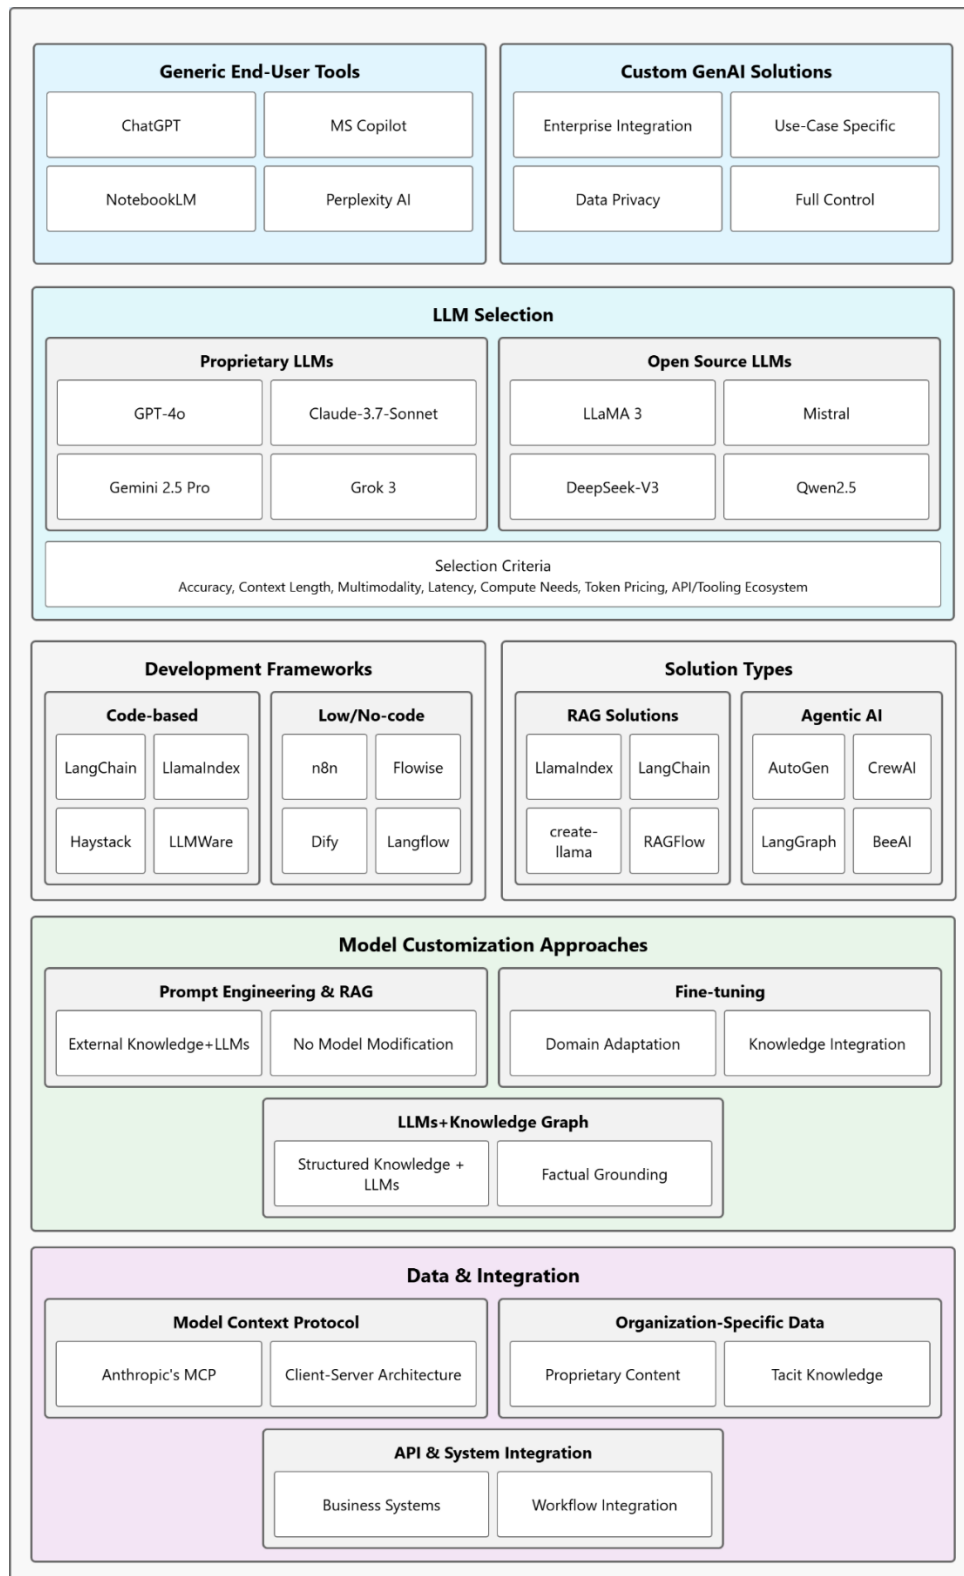 Generic End-User Tools
ChatGPT
MS Copilot
NotebookLM
Perplexity AI
Custom GenAI Solutions
Enterprise Integration
Use-Case Specific
Data Privacy
Full Control
LLM Selection
Proprietary LLMs
GPT-4o
Claude-3.7-Sonnet
Gemini 2.5 Pro
Grok 3
Open Source LLMs
LLaMA 3
Mistral
DeepSeek-V3
Qwen2.5
Selection Criteria
Accuracy, Context Length, Multimodality, Latency, Compute Needs, Token Pricing, API/Tooling Ecosystem
Development Frameworks
Code-based
LangChain
LlamaIndex
Haystack
LLMWare
Low/No-code
n8n
Flowise
Dify
Langflow
Solution Types
RAG Solutions
LlamaIndex
LangChain
create-
llama
RAGFlow
Agentic AI
AutoGen
CrewAI
LangGraph
BeeAI
Model Customization Approaches
Prompt Engineering & RAG
External Knowledge+LLMs
No Model Modification
Fine-tuning
Domain Adaptation
Knowledge Integration
LLMs+Knowledge Graph
Structured Knowledge +
LLMs
Factual Grounding
Data & Integration
Model Context Protocol
Anthropic's MCP
Client-Server Architecture
Organization-Specific Data
Proprietary Content
Tacit Knowledge
API & System Integration
Business Systems
Workflow Integration